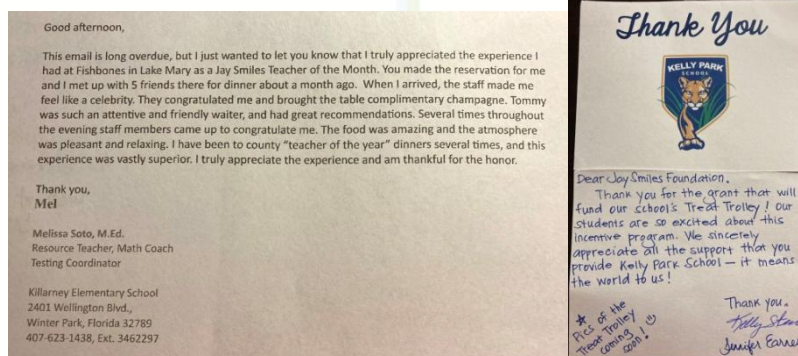 Good afternoon,
This email is long overdue, but I just wanted to let you know that I truly appreciated the experience I
had at Fishbones in Lake Mary as a Jay Smiles Teacher of the Month. You made the reservation for me
and I met up with 5 friends there for dinner about a month ago. When I arrived, the staff made me
feel like a celebrity. They congratulated me and brought the table complimentary champagne. Tommy
was such an attentive and friendly waiter, and had great recommendations. Several times throughout
the evening staff members came up to congratulate me. The food was amazing and the atmosphere
was pleasant and relaxing. I have been to county “teacher of the year” dinners several times, and this
experience was vastly superior. I truly appreciate the experience and am thankful for the honor.
Thank you,
Mel
Melissa Soto, M.Ed.
Resource Teacher, Math Coach
Testing Coordinator
Killarney Elementary School
2401 Wellington Blvd.,
Winter Park, Florida 32789
407-623-1438, Ext. 3462297
Thank You
KELLY PARK
SCHOOL
Dear Jay Smiles Foundation,
Thank you for the grant that will
fund our school's Treat Trolley! Our
students are so excited about this
incentive program. We sincerely
appreciate all the support that you
provide Kelly Park School — it means
the world to us!
Thank you,
Kelly
Jennifer
Pics of the
Treat Trolley
coming
soon!